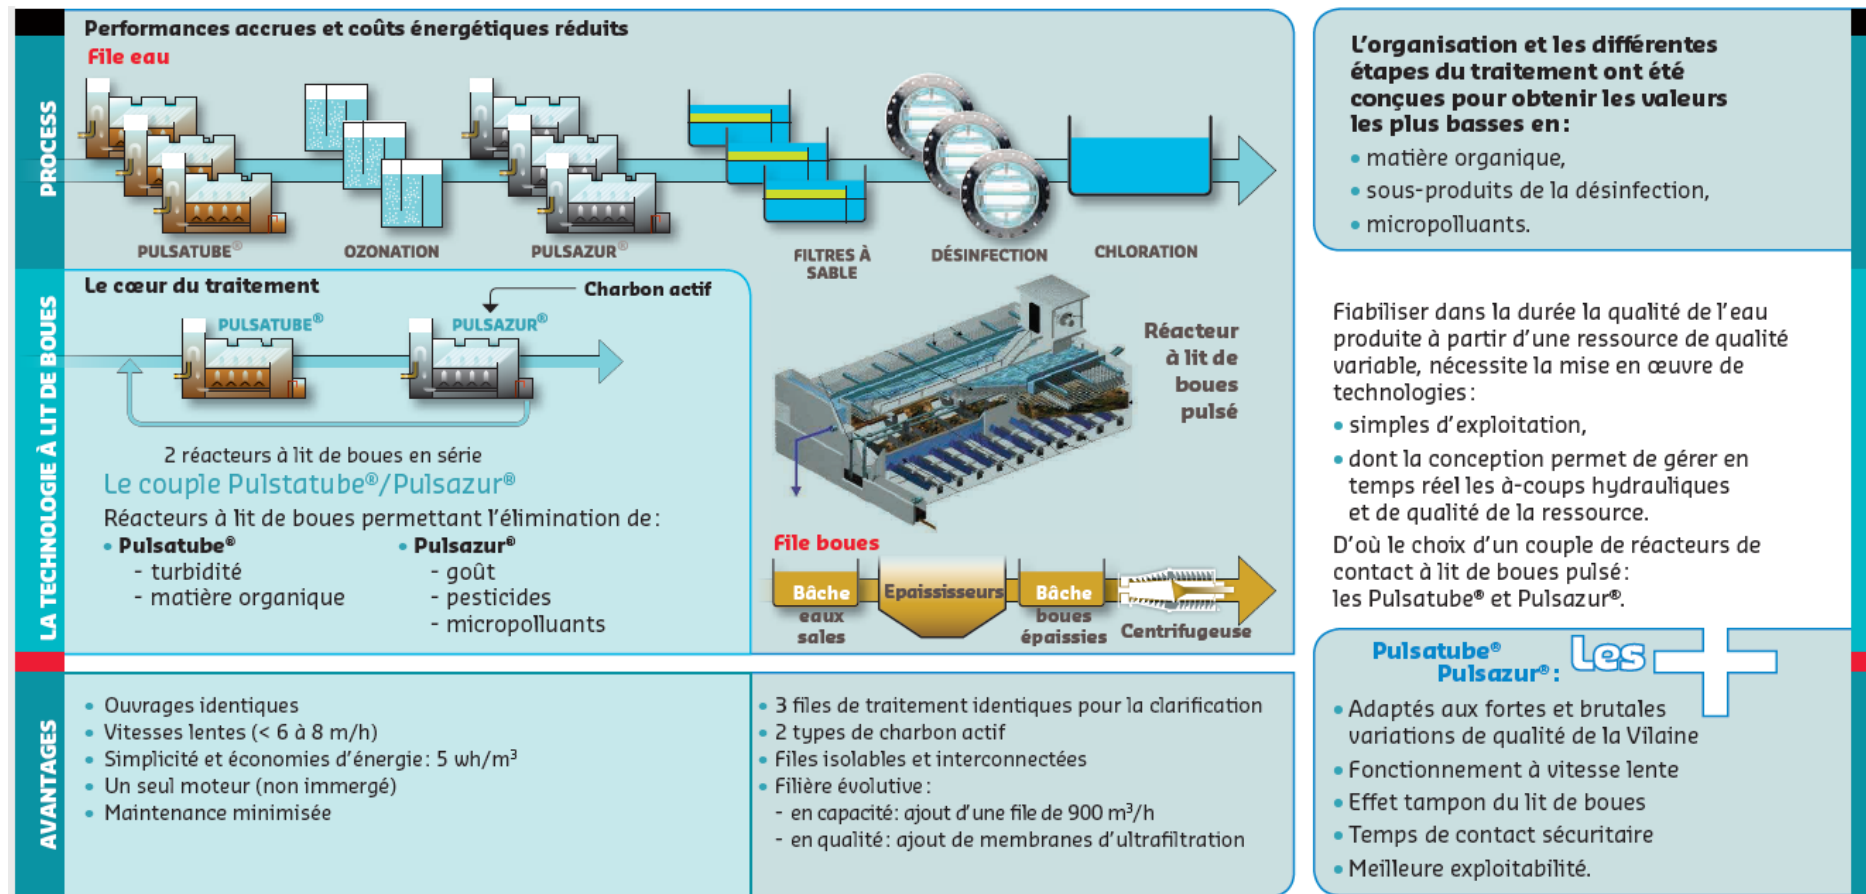 PROCESS
Performances accrues et coûts énergétiques réduits
File eau
PULSATUBE®
OZONATION
PULSAZUR®
FILTRES À
SABLE
DÉSINFECTION
CHLORATION
LA TECHNOLOGIE À LIT DE BOUES
Le cœur du traitement
Charbon actif
PULSATUBE®
PULSAZUR®
2 réacteurs à lit de boues en série
Le couple Pulstatube®/Pulsazur®
Réacteurs à lit de boues permettant l'élimination de:
• Pulsatube®
- turbidité
- matière organique
• Pulsazur®
- goût
- pesticides
- micropolluants
Réacteur
à lit de
boues
pulsé
File boues
Bâche
eaux
sales
Epaississeurs
Bâche
boues
épaissies
Centrifugeuse
AVANTAGES
• Ouvrages identiques
• Vitesses lentes (< 6 à 8 m/h)
• Simplicité et économies d'énergie: 5 wh/m³
• Un seul moteur (non immergé)
• Maintenance minimisée
• 3 files de traitement identiques pour la clarification
• 2 types de charbon actif
• Files isolables et interconnectées
• Filière évolutive:
- en capacité: ajout d'une file de 900 m³/h
- en qualité: ajout de membranes d'ultrafiltration
L'organisation et les différentes
étapes du traitement ont été
conçues pour obtenir les valeurs
les plus basses en:
• matière organique,
• sous-produits de la désinfection,
• micropolluants.
Fiabiliser dans la durée la qualité de l'eau
produite à partir d'une ressource de qualité
variable, nécessite la mise en œuvre de
technologies:
• simples d'exploitation,
• dont la conception permet de gérer en
temps réel les à-coups hydrauliques
et de qualité de la ressource.
D'où le choix d'un couple de réacteurs de
contact à lit de boues pulsé:
les Pulsatube® et Pulsazur®.
Pulsatube®
Pulsazur®: Les +
• Adaptés aux fortes et brutales
variations de qualité de la Vilaine
• Fonctionnement à vitesse lente
• Effet tampon du lit de boues
• Temps de contact sécuritaire
• Meilleure exploitabilité.